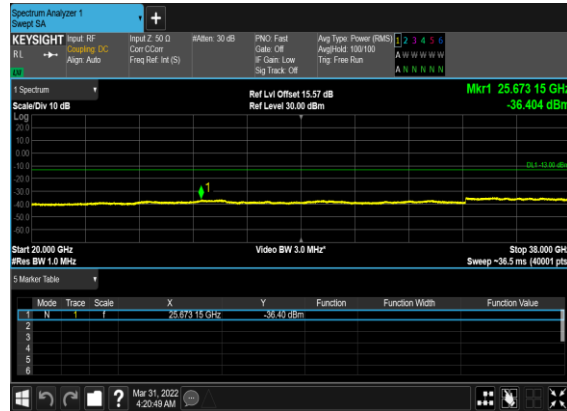 Spectrum Analyzer 1
Swept SA
+
KEYSIGHT Input: RF Input Z: 50 Ω #Atten: 30 dB PNO: Fast Avg Type: Power (RMS) 1 2 3 4 5 6
RL Coupling: DC Corr CCorr Gate: Off Avg|Hold: 100/100 A W W W W W
Align: Auto Freq Ref: Int (S) IF Gain: Low Trig: Free Run A N N N N N
LW Sig Track: Off
1 Spectrum Ref Lvl Offset 15.57 dB Mkr1 25.673 15 GHz
Scale/Div 10 dB Ref Level 30.00 dBm -36.404 dBm
Log
20.0
10.0
0.00
-10.0 DL1 -13.00 dBm
-20.0
-30.0 1
-40.0
-50.0
-60.0
Start 20.000 GHz Video BW 3.0 MHz* Stop 38.000 GHz
#Res BW 1.0 MHz Sweep ~36.5 ms (40001 pts)
5 Marker Table
Mode Trace Scale X Y Function Function Width Function Value
1 N 1 f 25.673 15 GHz -36.40 dBm
2
3
4
5
6
? Mar 31, 2022
4:20:49 AM